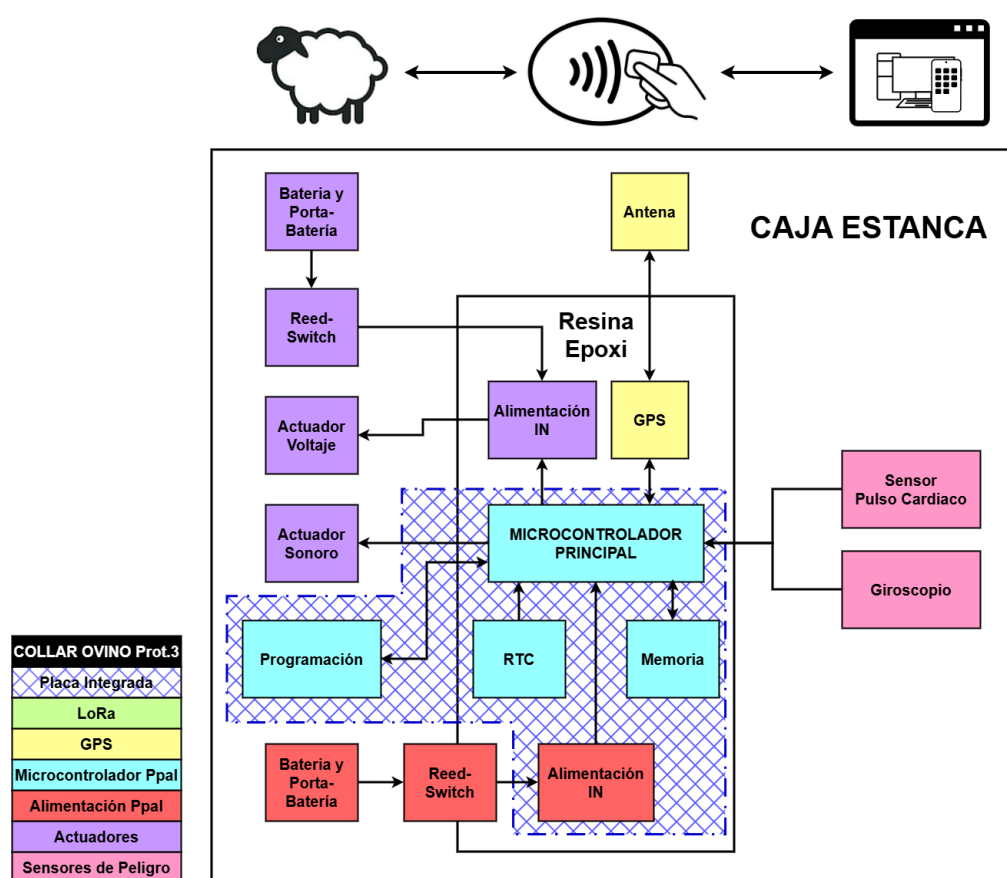 CAJA ESTANCA
Bateria y
Porta-
Batería
Antena
Reed-
Switch
Resina
Epoxi
Actuador
Voltaje
Alimentación
IN
GPS
Sensor
Pulso Cardiaco
Actuador
Sonoro
MICROCONTROLADOR
PRINCIPAL
Giroscopio
Programación
RTC
Memoria
Bateria y
Porta-
Batería
Reed-
Switch
Alimentación
IN
COLLAR OVINO Prot.3
Placa Integrada
LoRa
GPS
Microcontrolador Ppal
Alimentación Ppal
Actuadores
Sensores de Peligro